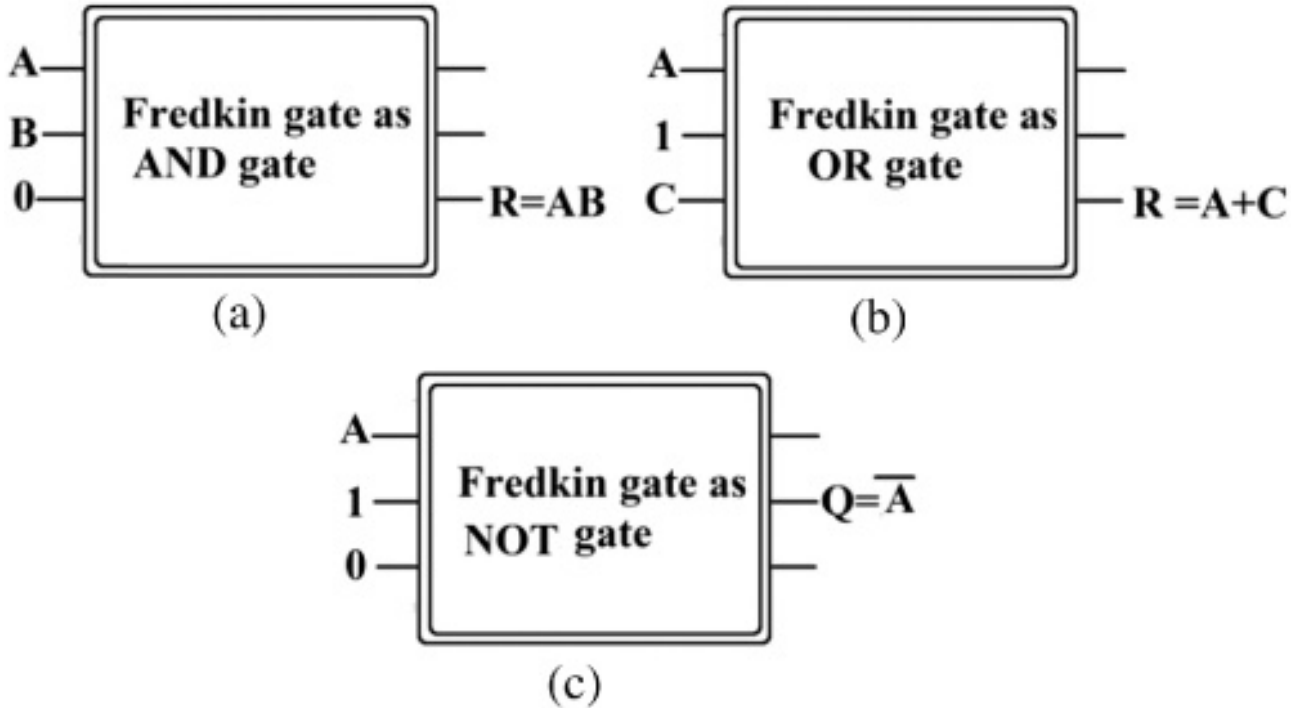 A
B
0
Fredkin gate as
AND gate
R=AB
(a)
A
1
C
Fredkin gate as
OR gate
R =A+C
(b)
A
1
0
Fredkin gate as
NOT gate
Q=A̅
(c)